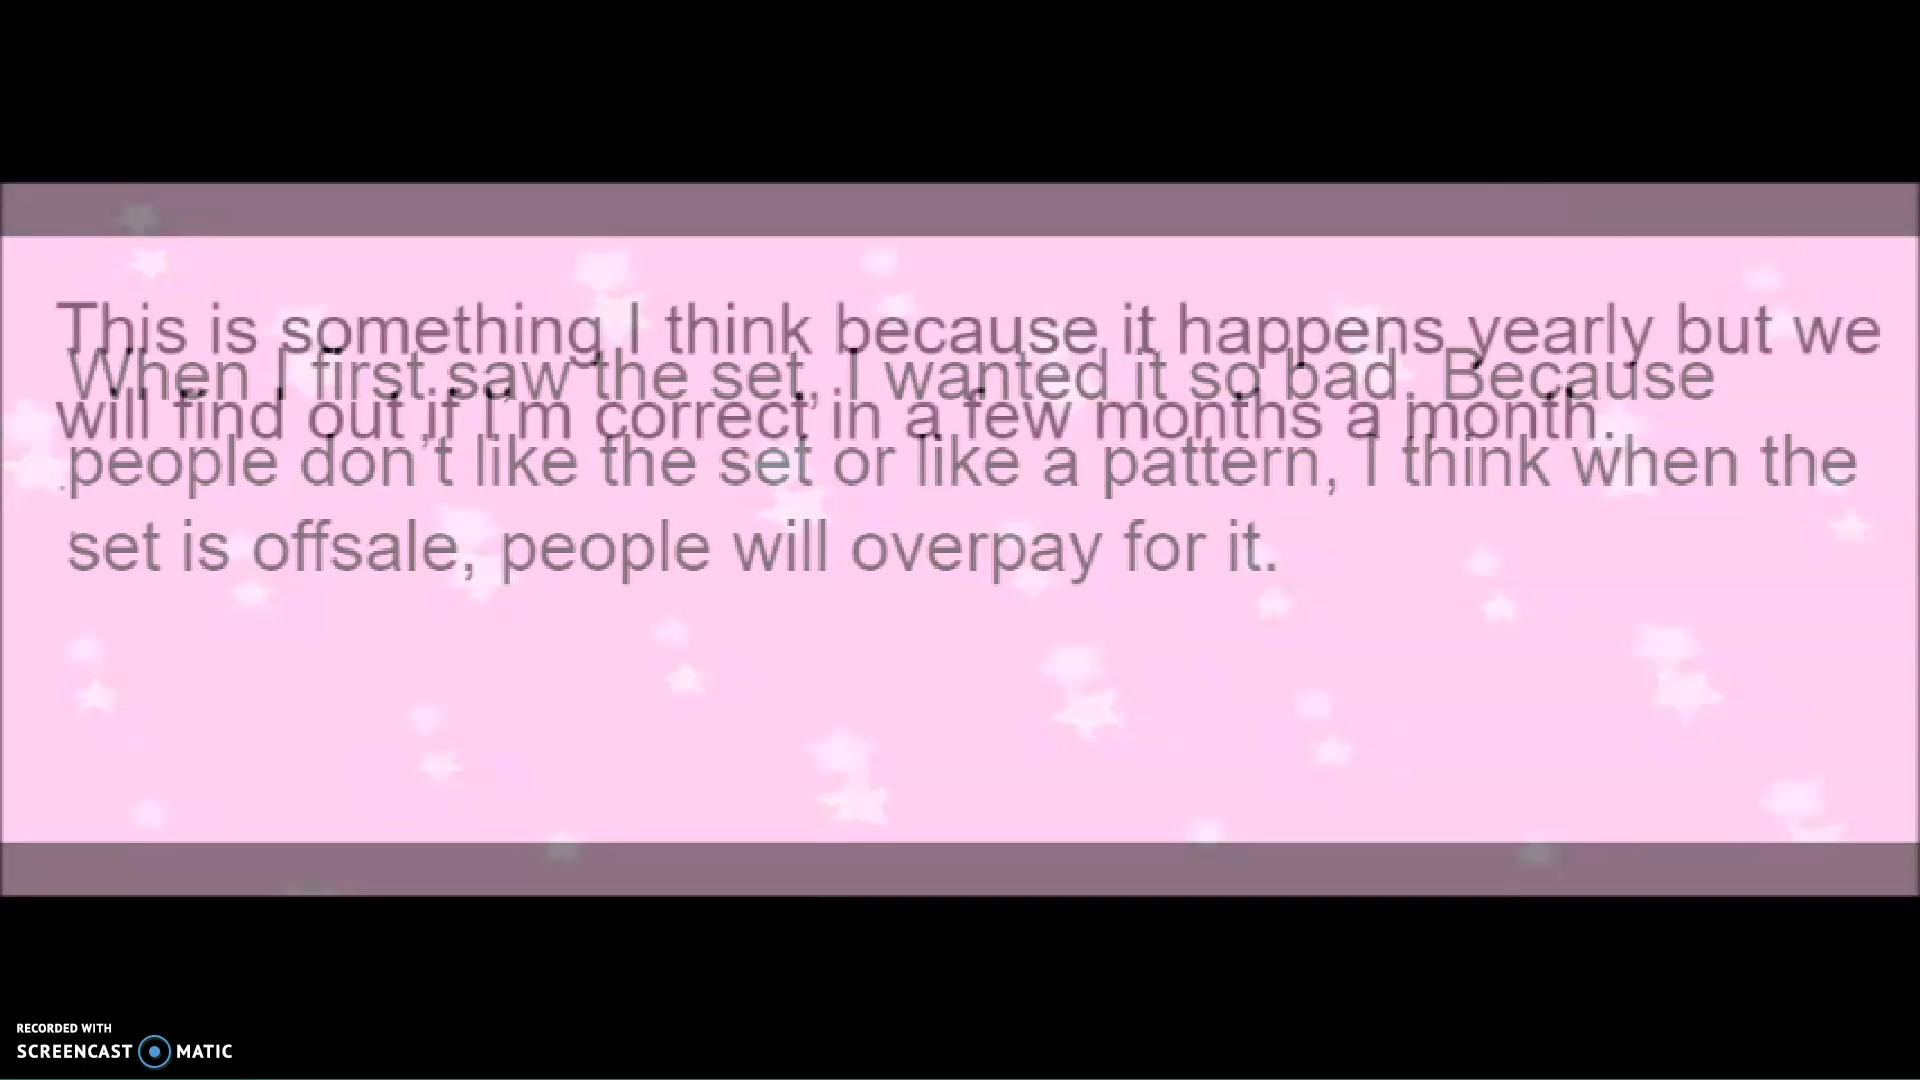 This is something I think because it happens yearly but we
will find out if I'm correct in a few months a month.
When I first saw the set, I wanted it so bad. Because
people don't like the set or like a pattern, I think when the
set is offsale, people will overpay for it.
RECORDED WITH
SCREENCAST MATIC